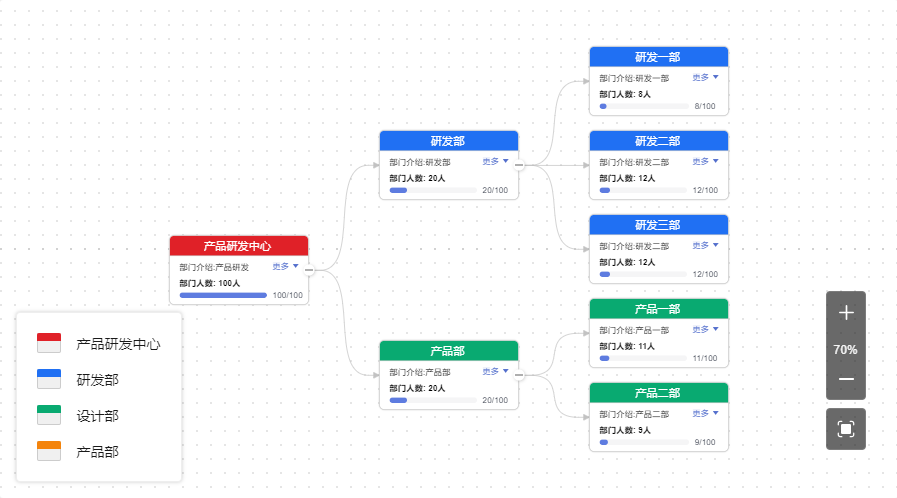 产品研发中心
部门介绍:产品研发
更多
部门人数: 100人
100/100
研发部
部门介绍:研发部
更多
部门人数: 20人
20/100
产品部
部门介绍:产品部
更多
部门人数: 20人
20/100
研发一部
部门介绍:研发一部
更多
部门人数: 8人
8/100
研发二部
部门介绍:研发二部
更多
部门人数: 12人
12/100
研发三部
部门介绍:研发二部
更多
部门人数: 12人
12/100
产品一部
部门介绍:产品一部
更多
部门人数: 11人
11/100
产品二部
部门介绍:产品二部
更多
部门人数: 9人
9/100
产品研发中心
研发部
设计部
产品部
70%